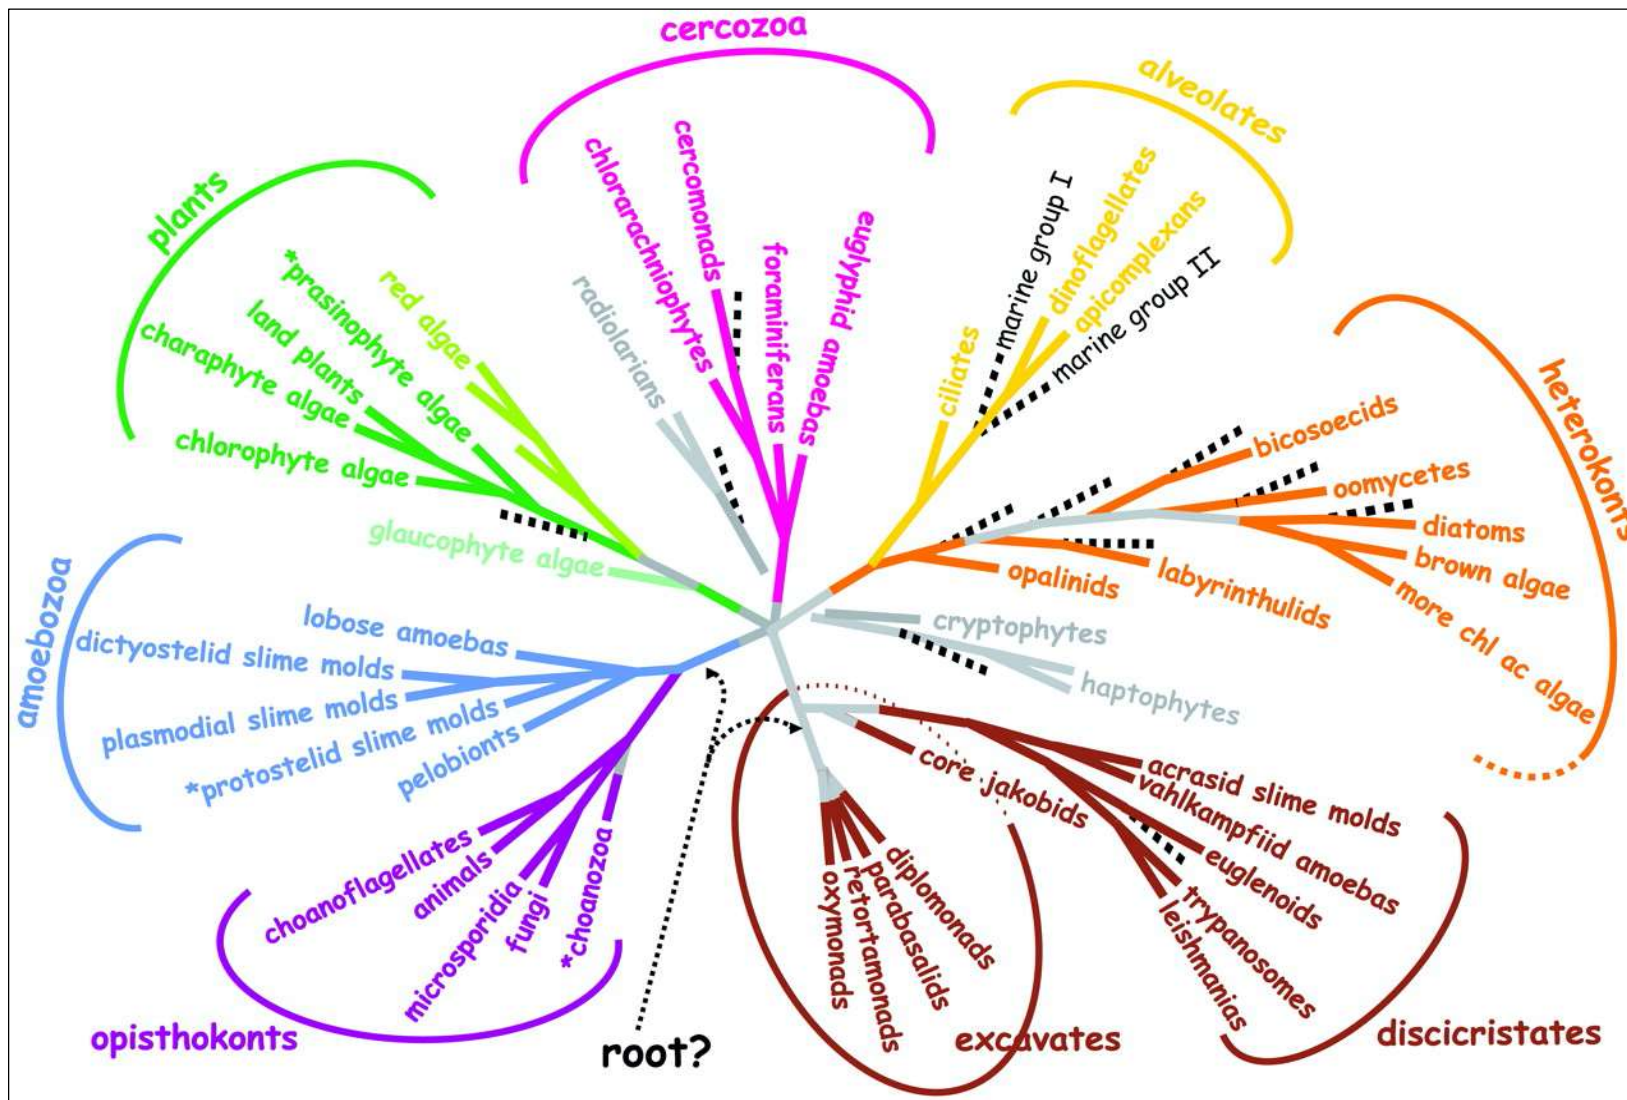 cercozoa
alveolates
plants
heterokonts
amoebozoa
opisthokonts
excavates
discicristates
root?
red algae
*prasinophyte algae
land plants
charaphyte algae
chlorophyte algae
glaucophyte algae
radiolarians
chlorarachniophytes
cercomonads
foraminiferans
euglyphid amoebas
ciliates
marine group I
dinoflagellates
apicomplexans
marine group II
bicosoecids
oomycetes
diatoms
brown algae
more chl ac algae
labyrinthulids
opalinids
cryptophytes
haptophytes
acrasid slime molds
vahlkampfiid amoebas
euglenoids
trypanosomes
leishmanias
core jakobids
diplomonads
parabasalids
retortamonads
oxymonads
*choanozoa
fungi
microsporidia
animals
choanoflagellates
pelobionts
*protostelid slime molds
plasmodial slime molds
dictyostelid slime molds
lobose amoebas